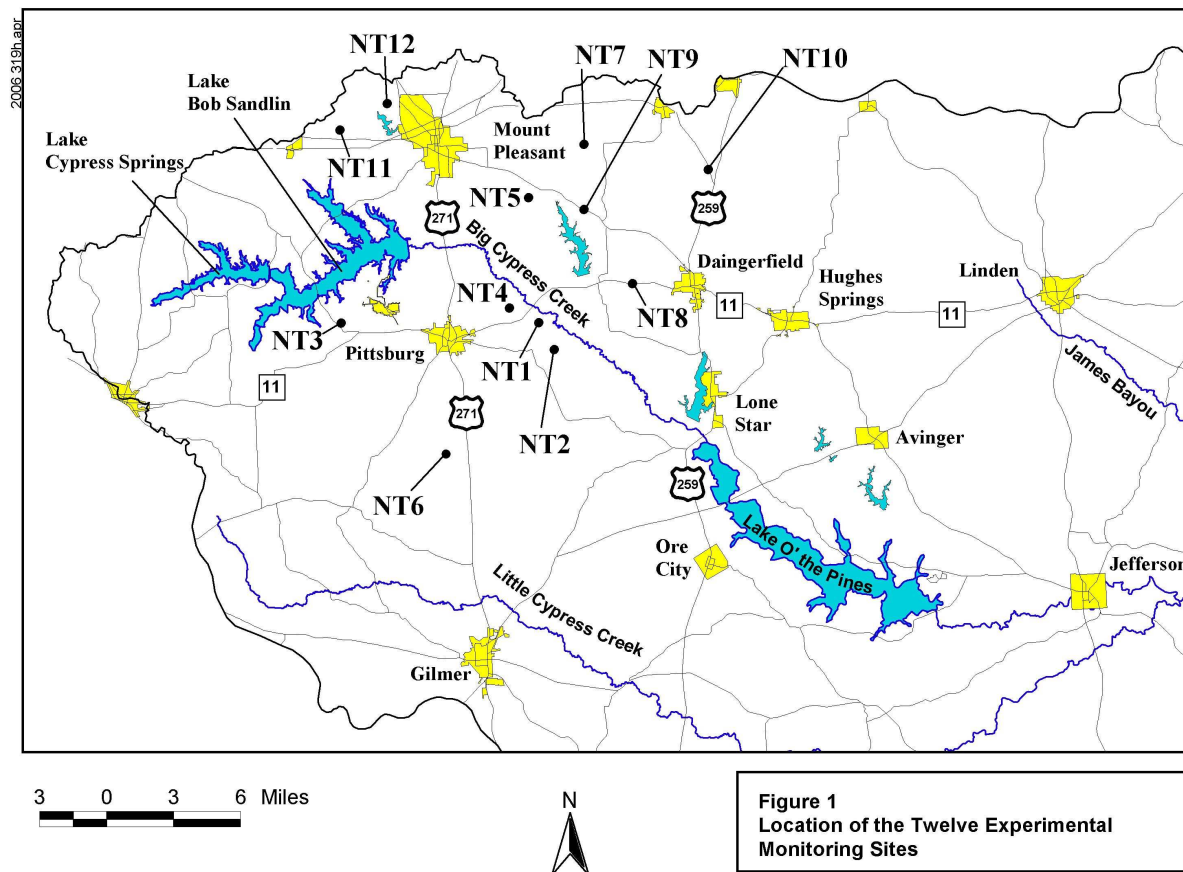 2006 319h.apr
NT12
NT7
NT9
NT10
Lake
Bob Sandlin
Lake
Cypress Springs
Mount
Pleasant
NT11
NT5
271
259
Big Cypress Creek
Daingerfield
Hughes
Springs
Linden
NT4
11
11
NT8
NT3
Pittsburg
NT1
James Bayou
11
271
NT2
Lone
Star
Avinger
NT6
259
Lake O' the Pines
Ore
City
Jefferson
Little Cypress Creek
Gilmer
3 0 3 6 Miles
N
Figure 1
Location of the Twelve Experimental
Monitoring Sites